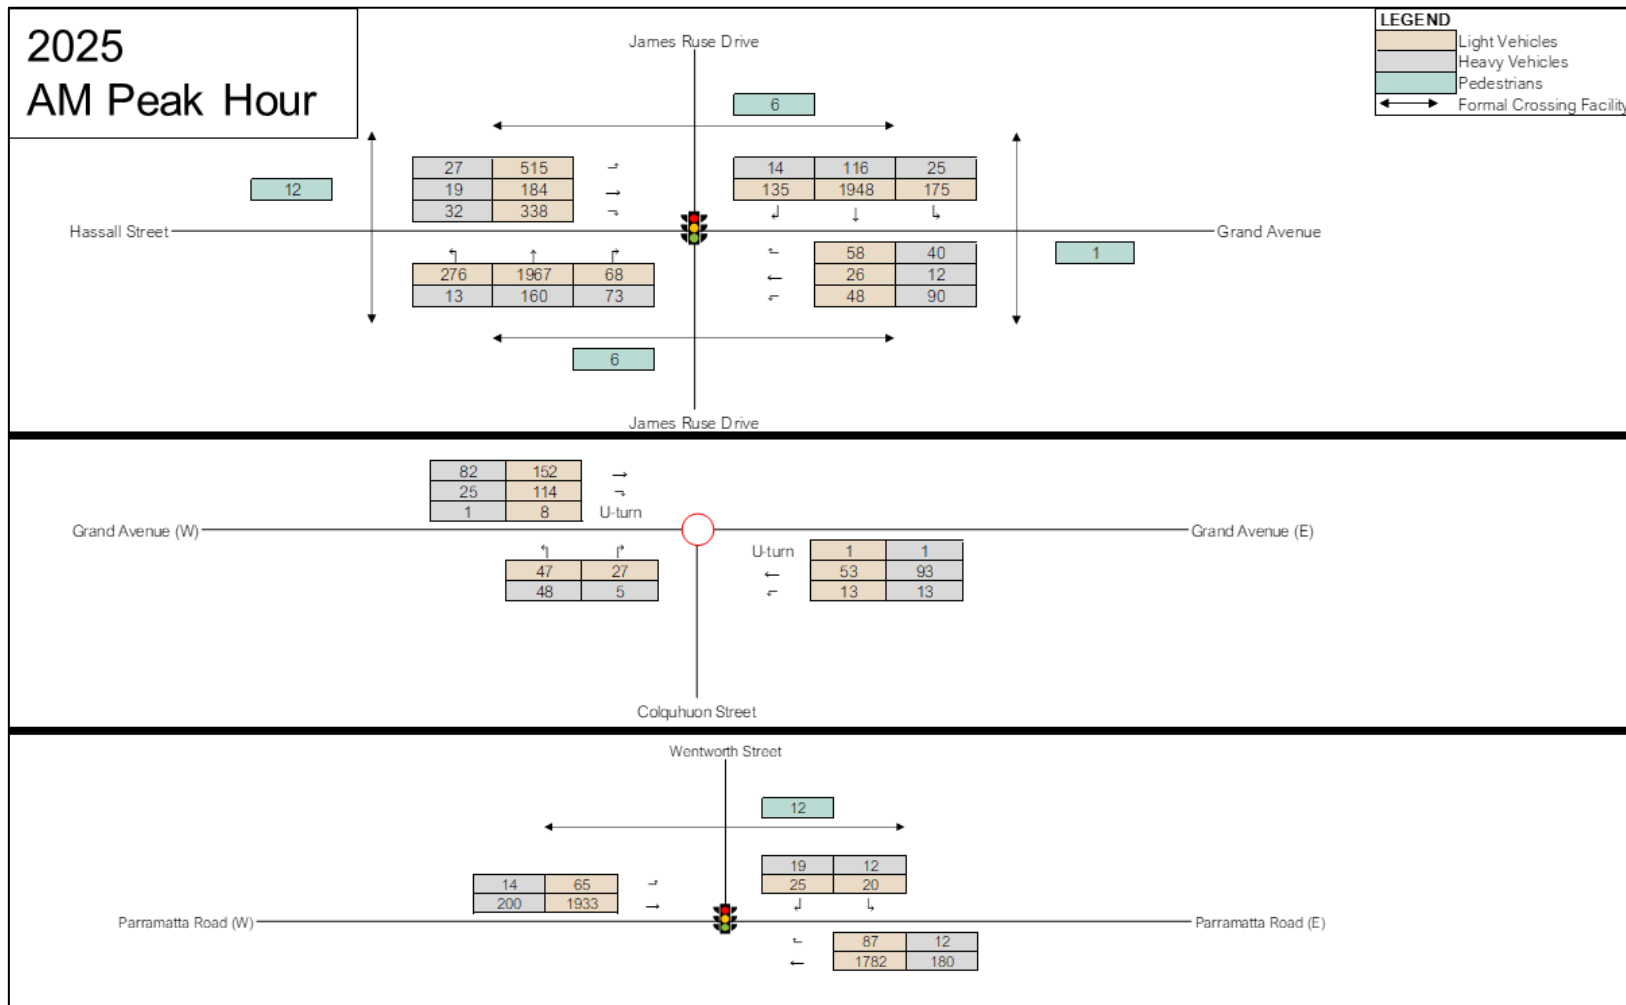 2025
AM Peak Hour
LEGEND
Light Vehicles
Heavy Vehicles
Pedestrians
Formal Crossing Facility
James Ruse Drive
6
12
27 515
19 184
32 338
14 116 25
135 1948 175
Hassall Street
Grand Avenue
276 1967 68
13 160 73
58 40
26 12
48 90
1
6
James Ruse Drive
82 152
25 114
1 8 U-turn
Grand Avenue (W)
Grand Avenue (E)
47 27
48 5
U-turn 1 1
53 93
13 13
Colquhuon Street
Wentworth Street
12
14 65
200 1933
19 12
25 20
Parramatta Road (W)
Parramatta Road (E)
87 12
1782 180